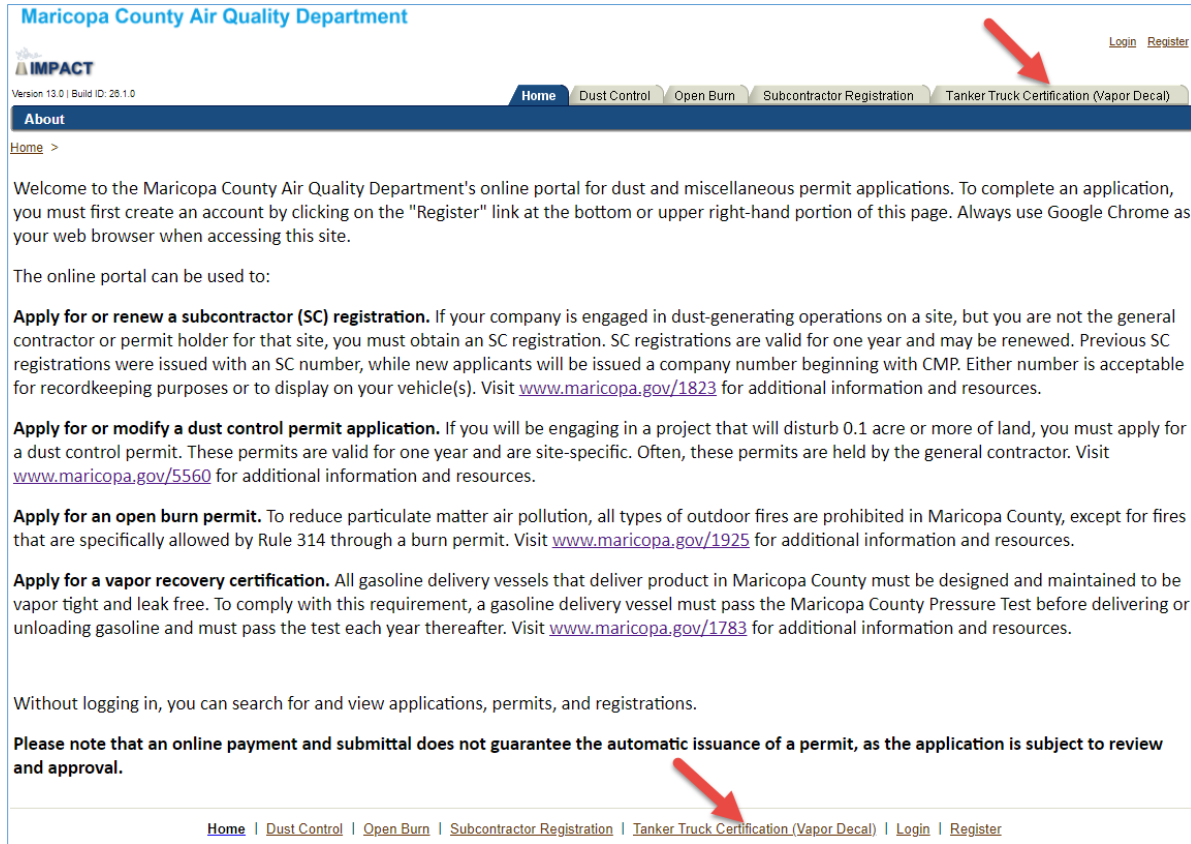 Maricopa County Air Quality Department
Login Register
IMPACT
Version 13.0 | Build ID: 26.1.0
Home Dust Control Open Burn Subcontractor Registration Tanker Truck Certification (Vapor Decal)
About
Home >
Welcome to the Maricopa County Air Quality Department's online portal for dust and miscellaneous permit applications. To complete an application,
you must first create an account by clicking on the "Register" link at the bottom or upper right-hand portion of this page. Always use Google Chrome as
your web browser when accessing this site.
The online portal can be used to:
Apply for or renew a subcontractor (SC) registration. If your company is engaged in dust-generating operations on a site, but you are not the general
contractor or permit holder for that site, you must obtain an SC registration. SC registrations are valid for one year and may be renewed. Previous SC
registrations were issued with an SC number, while new applicants will be issued a company number beginning with CMP. Either number is acceptable
for recordkeeping purposes or to display on your vehicle(s). Visit www.maricopa.gov/1823 for additional information and resources.
Apply for or modify a dust control permit application. If you will be engaging in a project that will disturb 0.1 acre or more of land, you must apply for
a dust control permit. These permits are valid for one year and are site-specific. Often, these permits are held by the general contractor. Visit
www.maricopa.gov/5560 for additional information and resources.
Apply for an open burn permit. To reduce particulate matter air pollution, all types of outdoor fires are prohibited in Maricopa County, except for fires
that are specifically allowed by Rule 314 through a burn permit. Visit www.maricopa.gov/1925 for additional information and resources.
Apply for a vapor recovery certification. All gasoline delivery vessels that deliver product in Maricopa County must be designed and maintained to be
vapor tight and leak free. To comply with this requirement, a gasoline delivery vessel must pass the Maricopa County Pressure Test before delivering or
unloading gasoline and must pass the test each year thereafter. Visit www.maricopa.gov/1783 for additional information and resources.
Without logging in, you can search for and view applications, permits, and registrations.
Please note that an online payment and submittal does not guarantee the automatic issuance of a permit, as the application is subject to review
and approval.
Home | Dust Control | Open Burn | Subcontractor Registration | Tanker Truck Certification (Vapor Decal) | Login | Register